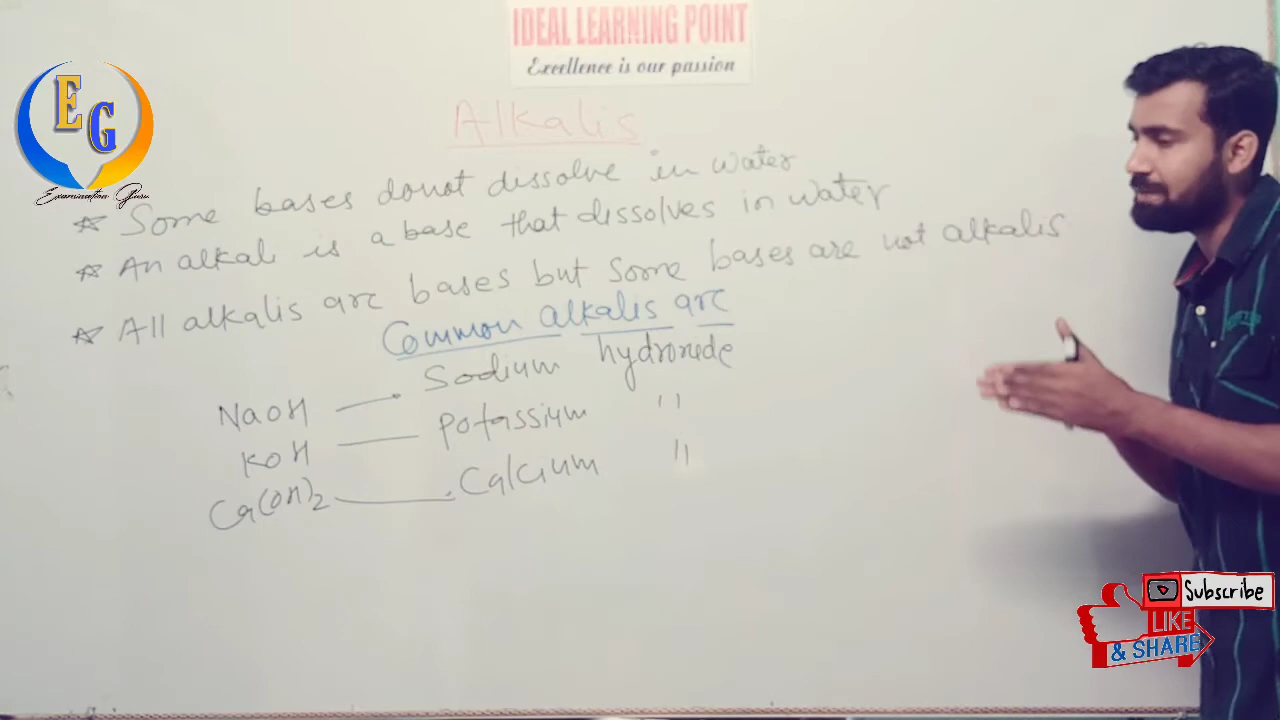 IDEAL LEARNING POINT
Excellence is our passion
E G
Examination Guru
Alkalis
☆ Some bases donot dissolve in water
☆ An alkali is a base that dissolves in water
☆ All alkalis are bases but some bases are not alkalis
Common alkalis are
NaOH — Sodium hydroxide
KOH — Potassium "
Ca(OH)2 — Calcium "
Subscribe
LIKE
& SHARE